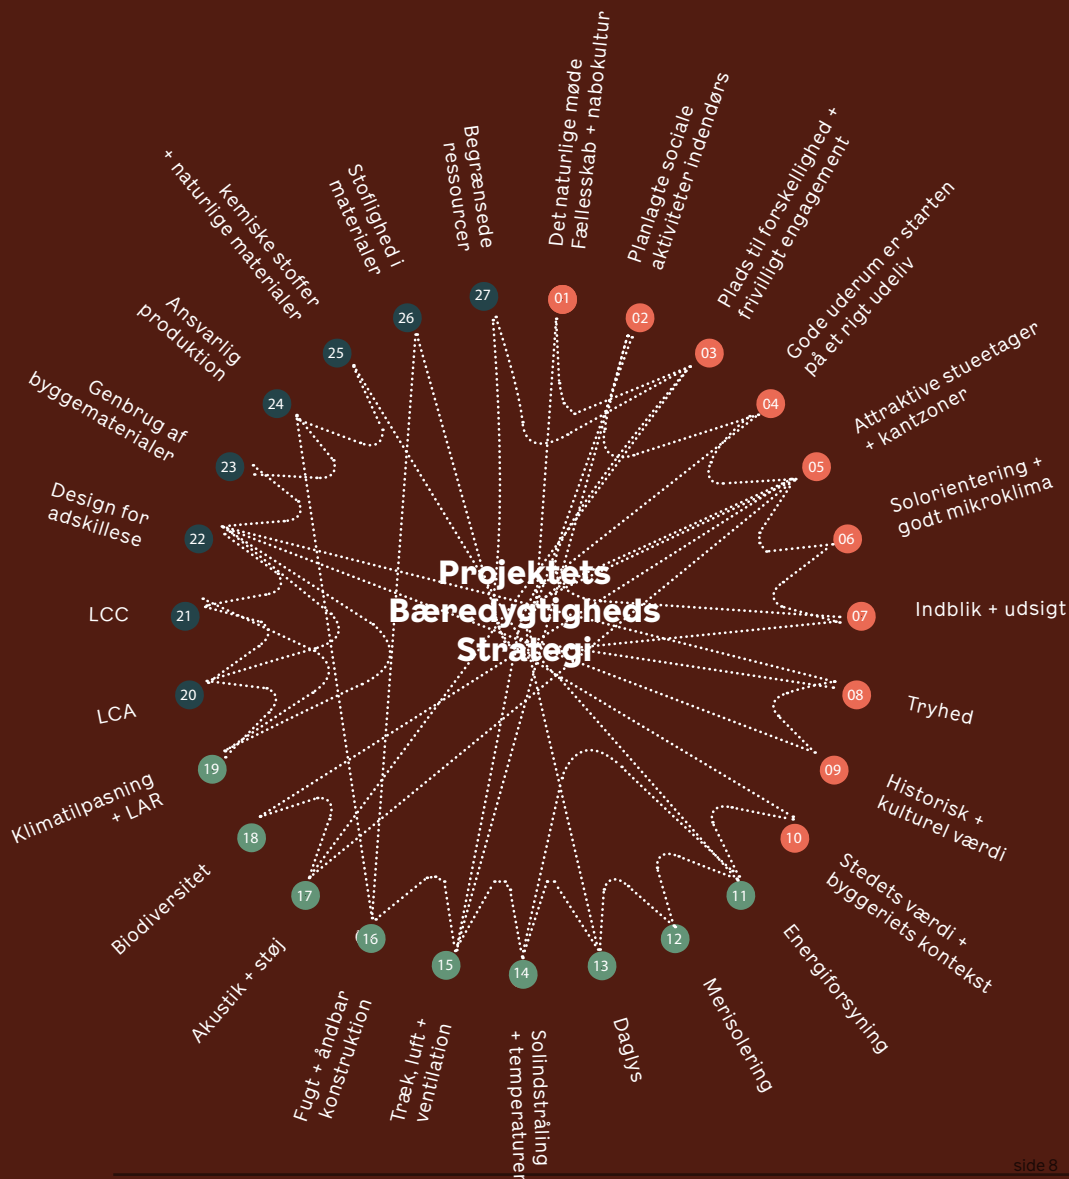 Projektets
Bæredygtigheds
Strategi
01
Det naturlige møde
Fællesskab + nabokultur
02
Planlagte sociale
aktiviteter indendørs
03
Plads til forskellighed +
frivilligt engagement
04
Gode uderum er starten
på et rigt udeliv
05
Attraktive stueetager
+ kantzoner
06
Solorientering +
godt mikroklima
07
Indblik + udsigt
08
Tryhed
09
Historisk +
kulturel værdi
10
Stedets værdi +
byggeriets kontekst
11
Energiforsyning
12
Merisolering
13
Daglys
14
Solindstråling
+ temperaturer
15
Træk, luft +
ventilation
16
Fugt + åndbar
konstruktion
17
Akustik + støj
18
Biodiversitet
19
Klimatilpasning
+ LAR
20
LCA
21
LCC
22
Design for
adskillese
23
Genbrug af
byggematerialer
24
Ansvarlig
produktion
25
kemiske stoffer
+ naturlige materialer
26
Stoflighed i
materialer
27
Begrænsede
ressourcer
side 8